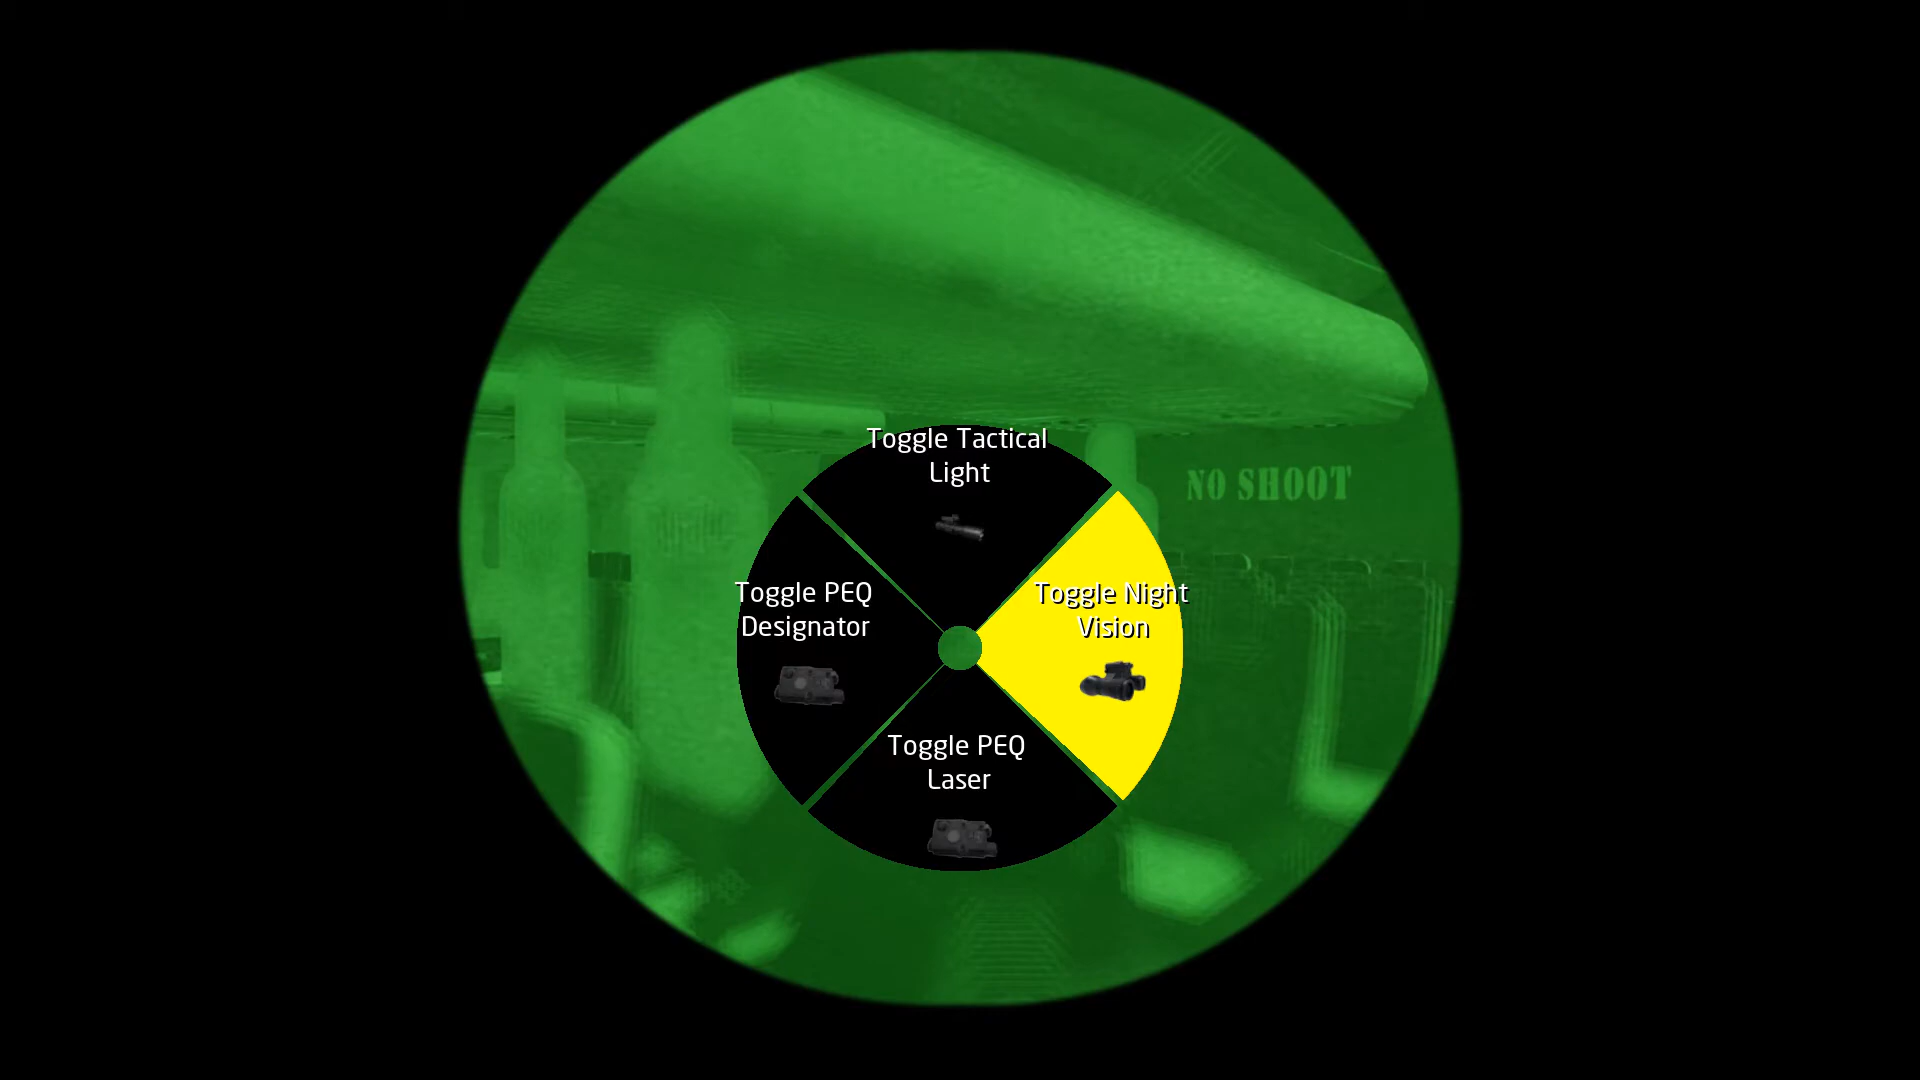 Toggle Tactical
Light
NO SHOOT
Toggle PEQ
Designator
Toggle Night
Vision
Toggle PEQ
Laser